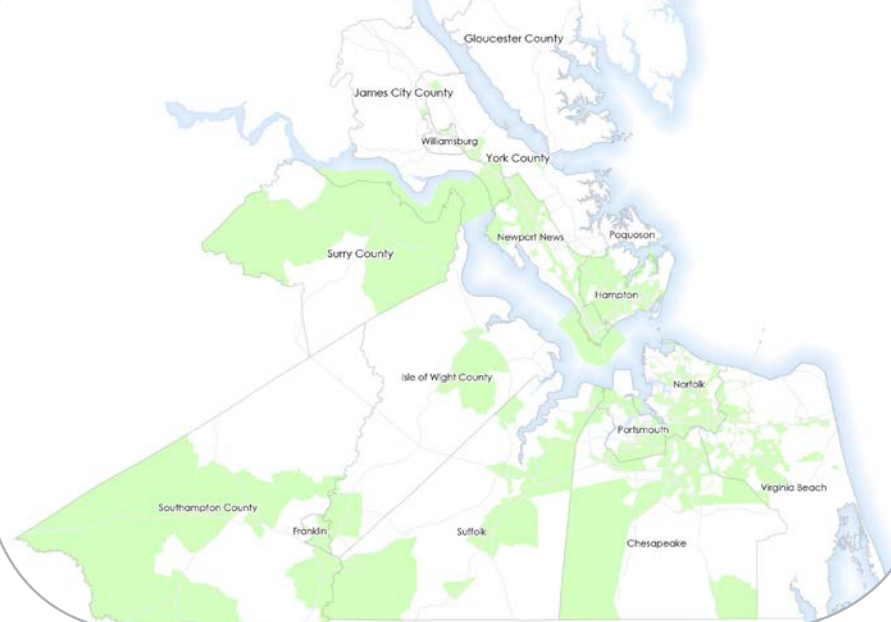 Gloucester County
James City County
Williamsburg
York County
Newport News
Poquoson
Surry County
Hampton
Isle of Wight County
Norfolk
Portsmouth
Virginia Beach
Southampton County
Franklin
Suffolk
Chesapeake